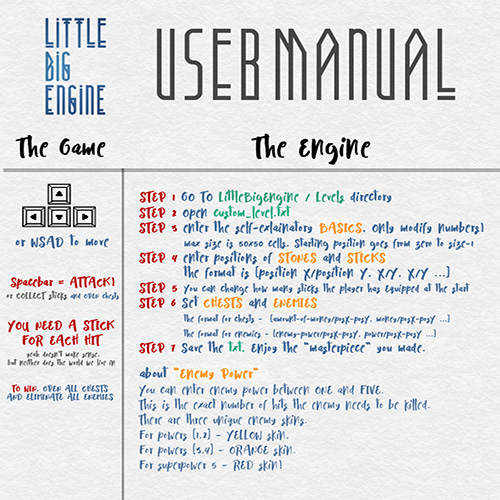 LITTLE
BIG
ENGINE
USER MANUAL
The Game
The Engine
or WSAD to move
Spacebar = ATTACK!
or COLLECT sticks and open chests
YOU NEED A STICK
FOR EACH HIT
yeah doesn't make sense,
but neither does the world we live in
TO WIN, OPEN ALL CHESTS
AND ELIMINATE ALL ENEMIES
STEP 1 Go To LittleBigEngine / Levels directory
STEP 2 open custom_level.txt
STEP 3 enter the self-explainatory BASICS. Only modify numbers!
max size is 50x50 cells. Starting position goes from zero to size-1
STEP 4 enter positions of STONES and STICKS
The format is [position X/position Y, X/Y, X/Y ...]
STEP 5 You can change how many sticks the player has equipped at the start
STEP 6 Set CHESTS and ENEMIES
The format for chests - [amount-of-money/posX-posY, money/posX-posY ...]
The format for enemies - [enemy-power/posX-posY, power/posX-posY ...]
STEP 7 Save the txt. Enjoy the "masterpiece" you made.
about "Enemy Power"
You can enter enemy power between ONE and FIVE.
This is the exact number of hits the enemy needs to be killed.
There are three unique enemy skins.
For powers [1,2] - YELLOW skin.
For powers [3,4] - ORANGE skin.
For superpower 5 - RED skin!